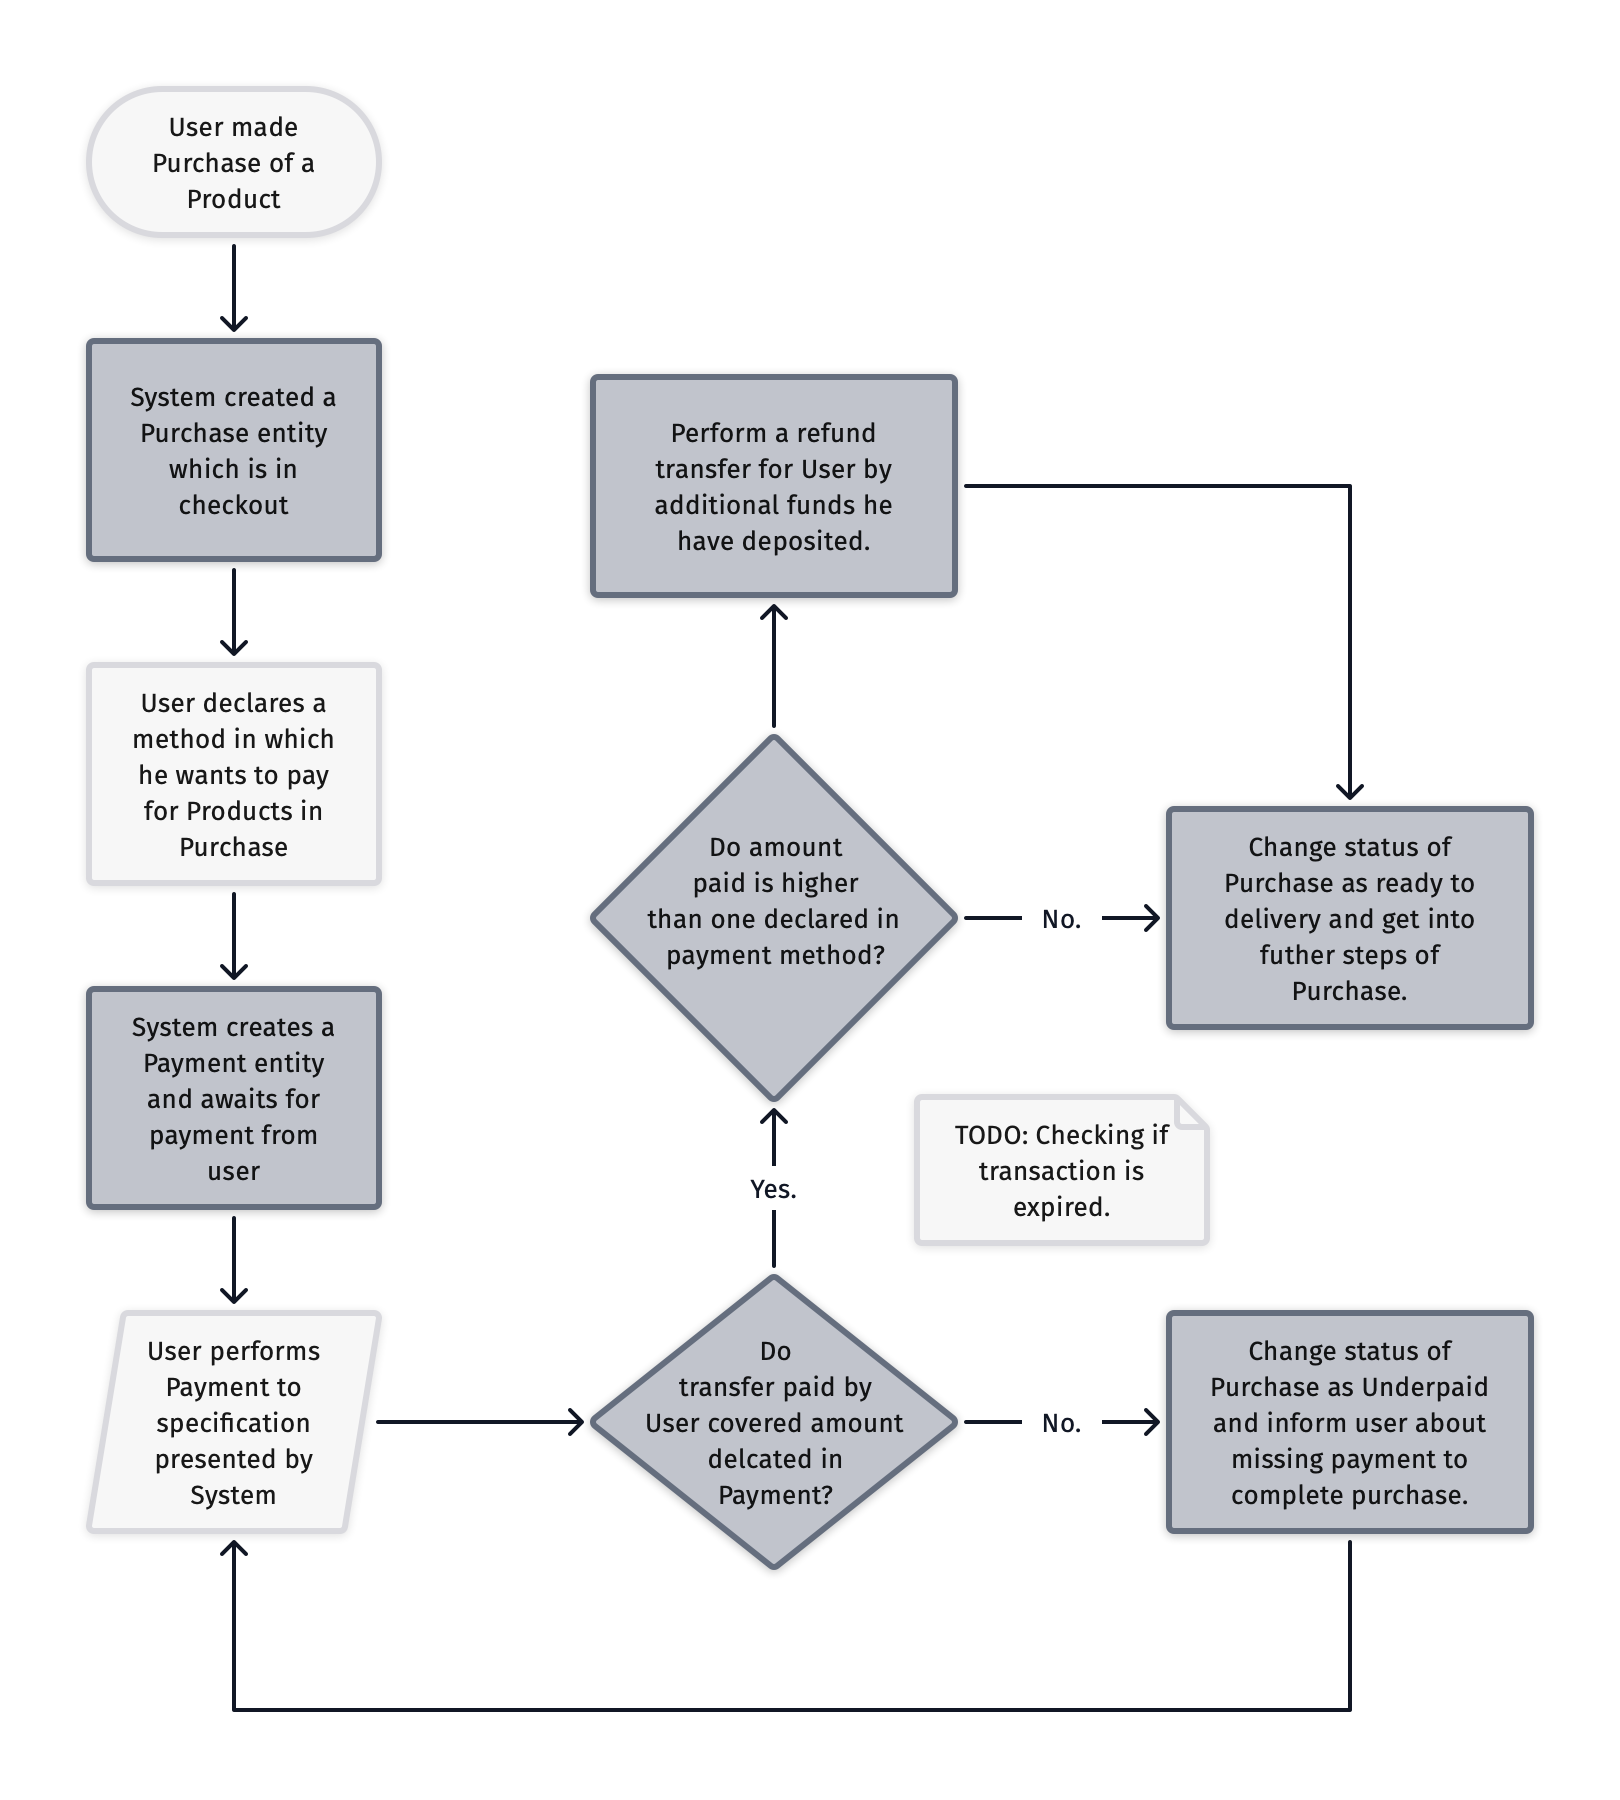 User made
Purchase of a
Product
System created a
Purchase entity
which is in
checkout
User declares a
method in which
he wants to pay
for Products in
Purchase
System creates a
Payment entity
and awaits for
payment from
user
User performs
Payment to
specification
presented by
System
Do
transfer paid by
User covered amount
delcated in
Payment?
No.
Change status of
Purchase as Underpaid
and inform user about
missing payment to
complete purchase.
Yes.
TODO: Checking if
transaction is
expired.
Do amount
paid is higher
than one declared in
payment method?
No.
Change status of
Purchase as ready to
delivery and get into
futher steps of
Purchase.
Perform a refund
transfer for User by
additional funds he
have deposited.